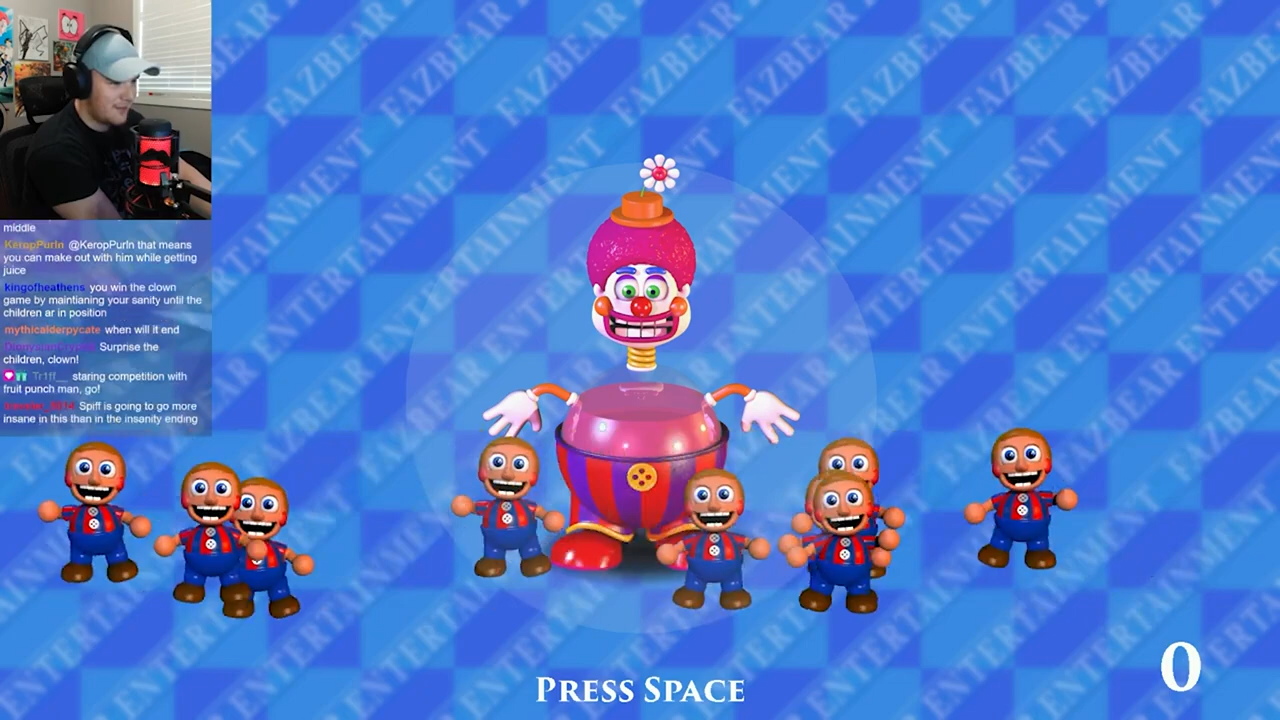 FAZBEAR ENTERTAINMENT
middle
KeropPurIn @KeropPurIn that means
you can make out with him while getting
juice
kingofheathens you win the clown
game by maintianing your sanity until the
children ar in position
mythicalderpycate when will it end
Surprise the
children, clown!
Tr1ff__ staring competition with
fruit punch man, go!
Spiff is going to go more
insane in this than in the insanity ending
PRESS SPACE
0